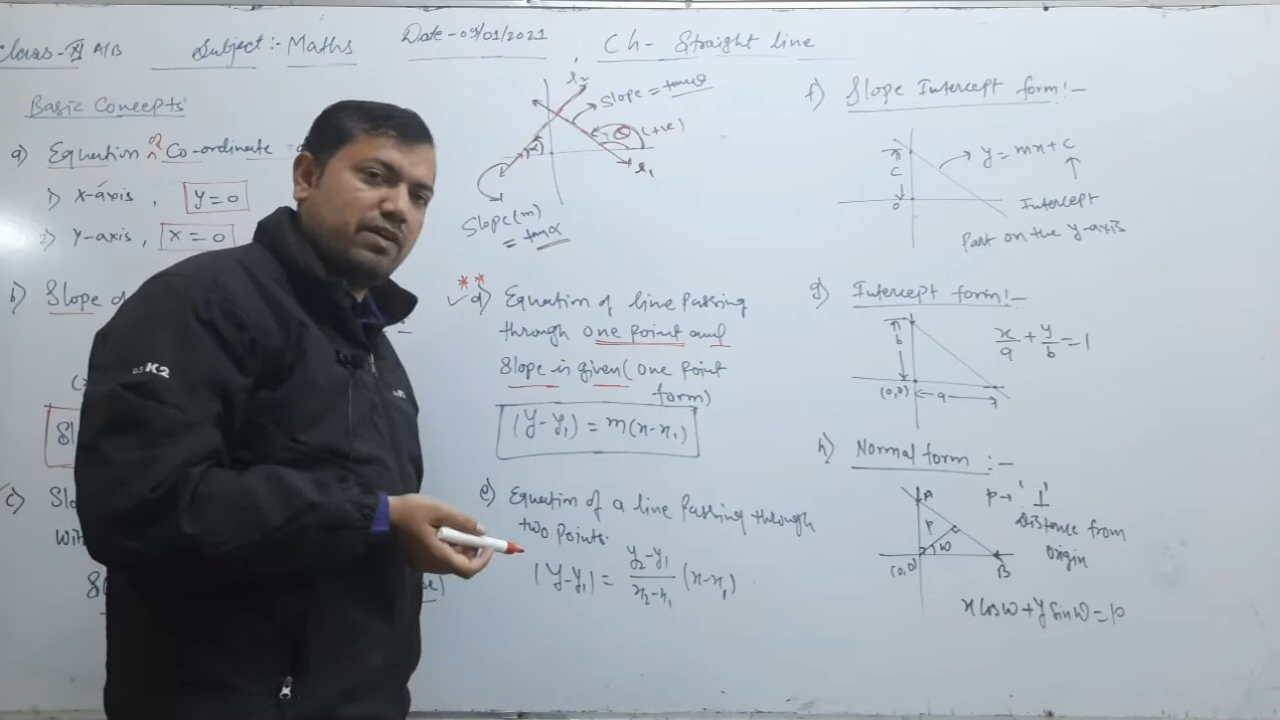 Class-XI A/B Subject:- Maths Date-09/01/2021 Ch- Straight line
Basic Concepts
a) Equation of Co-ordinate
1) X-axis, y=0
2) Y-axis, x=0
b) Slope
c) Slo
Wit
l₂
Slope = tanθ
θ (+ve)
l₁
α
Slope(m)
= tanα
** d) Equation of line passing
through one point and
Slope is given (one point
form)
(y-y₁) = m(x-x₁)
e) Equation of a line passing through
two points.
(y-y₁) = y₂-y₁/x₂-x₁ (x-x₁)
f) Slope Intercept form:-
y = mx+c
c
0
Intercept
Part on the y-axis
g) Intercept form:-
b
x/a + y/b = 1
(0,0) a
h) Normal form :-
A P→ '⊥
Distance from
origin
P
ω
(0,0) B
x cosω + y sinω = p
K2